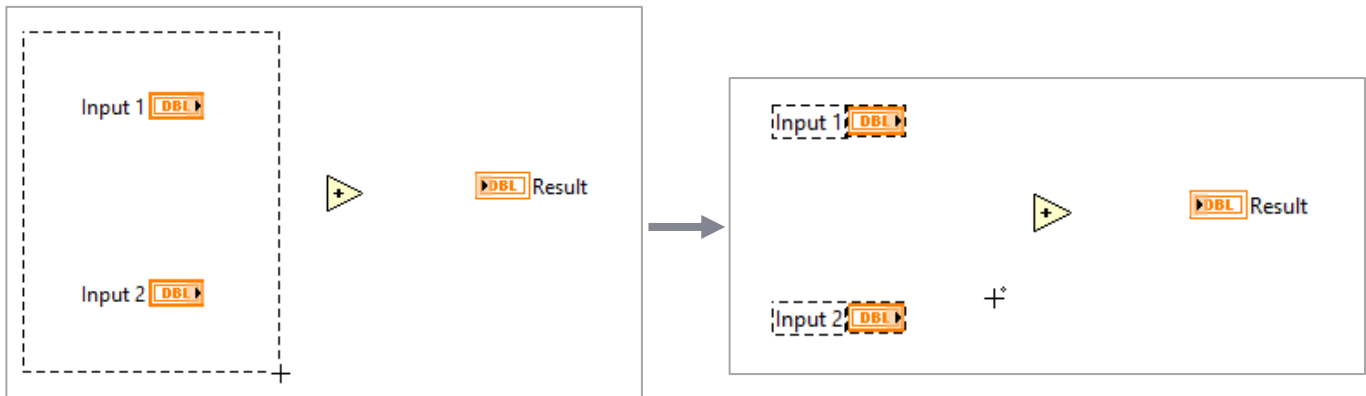 Input 1 DBL
+
DBL Result
Input 2 DBL
Input 1 DBL
+
DBL Result
Input 2 DBL